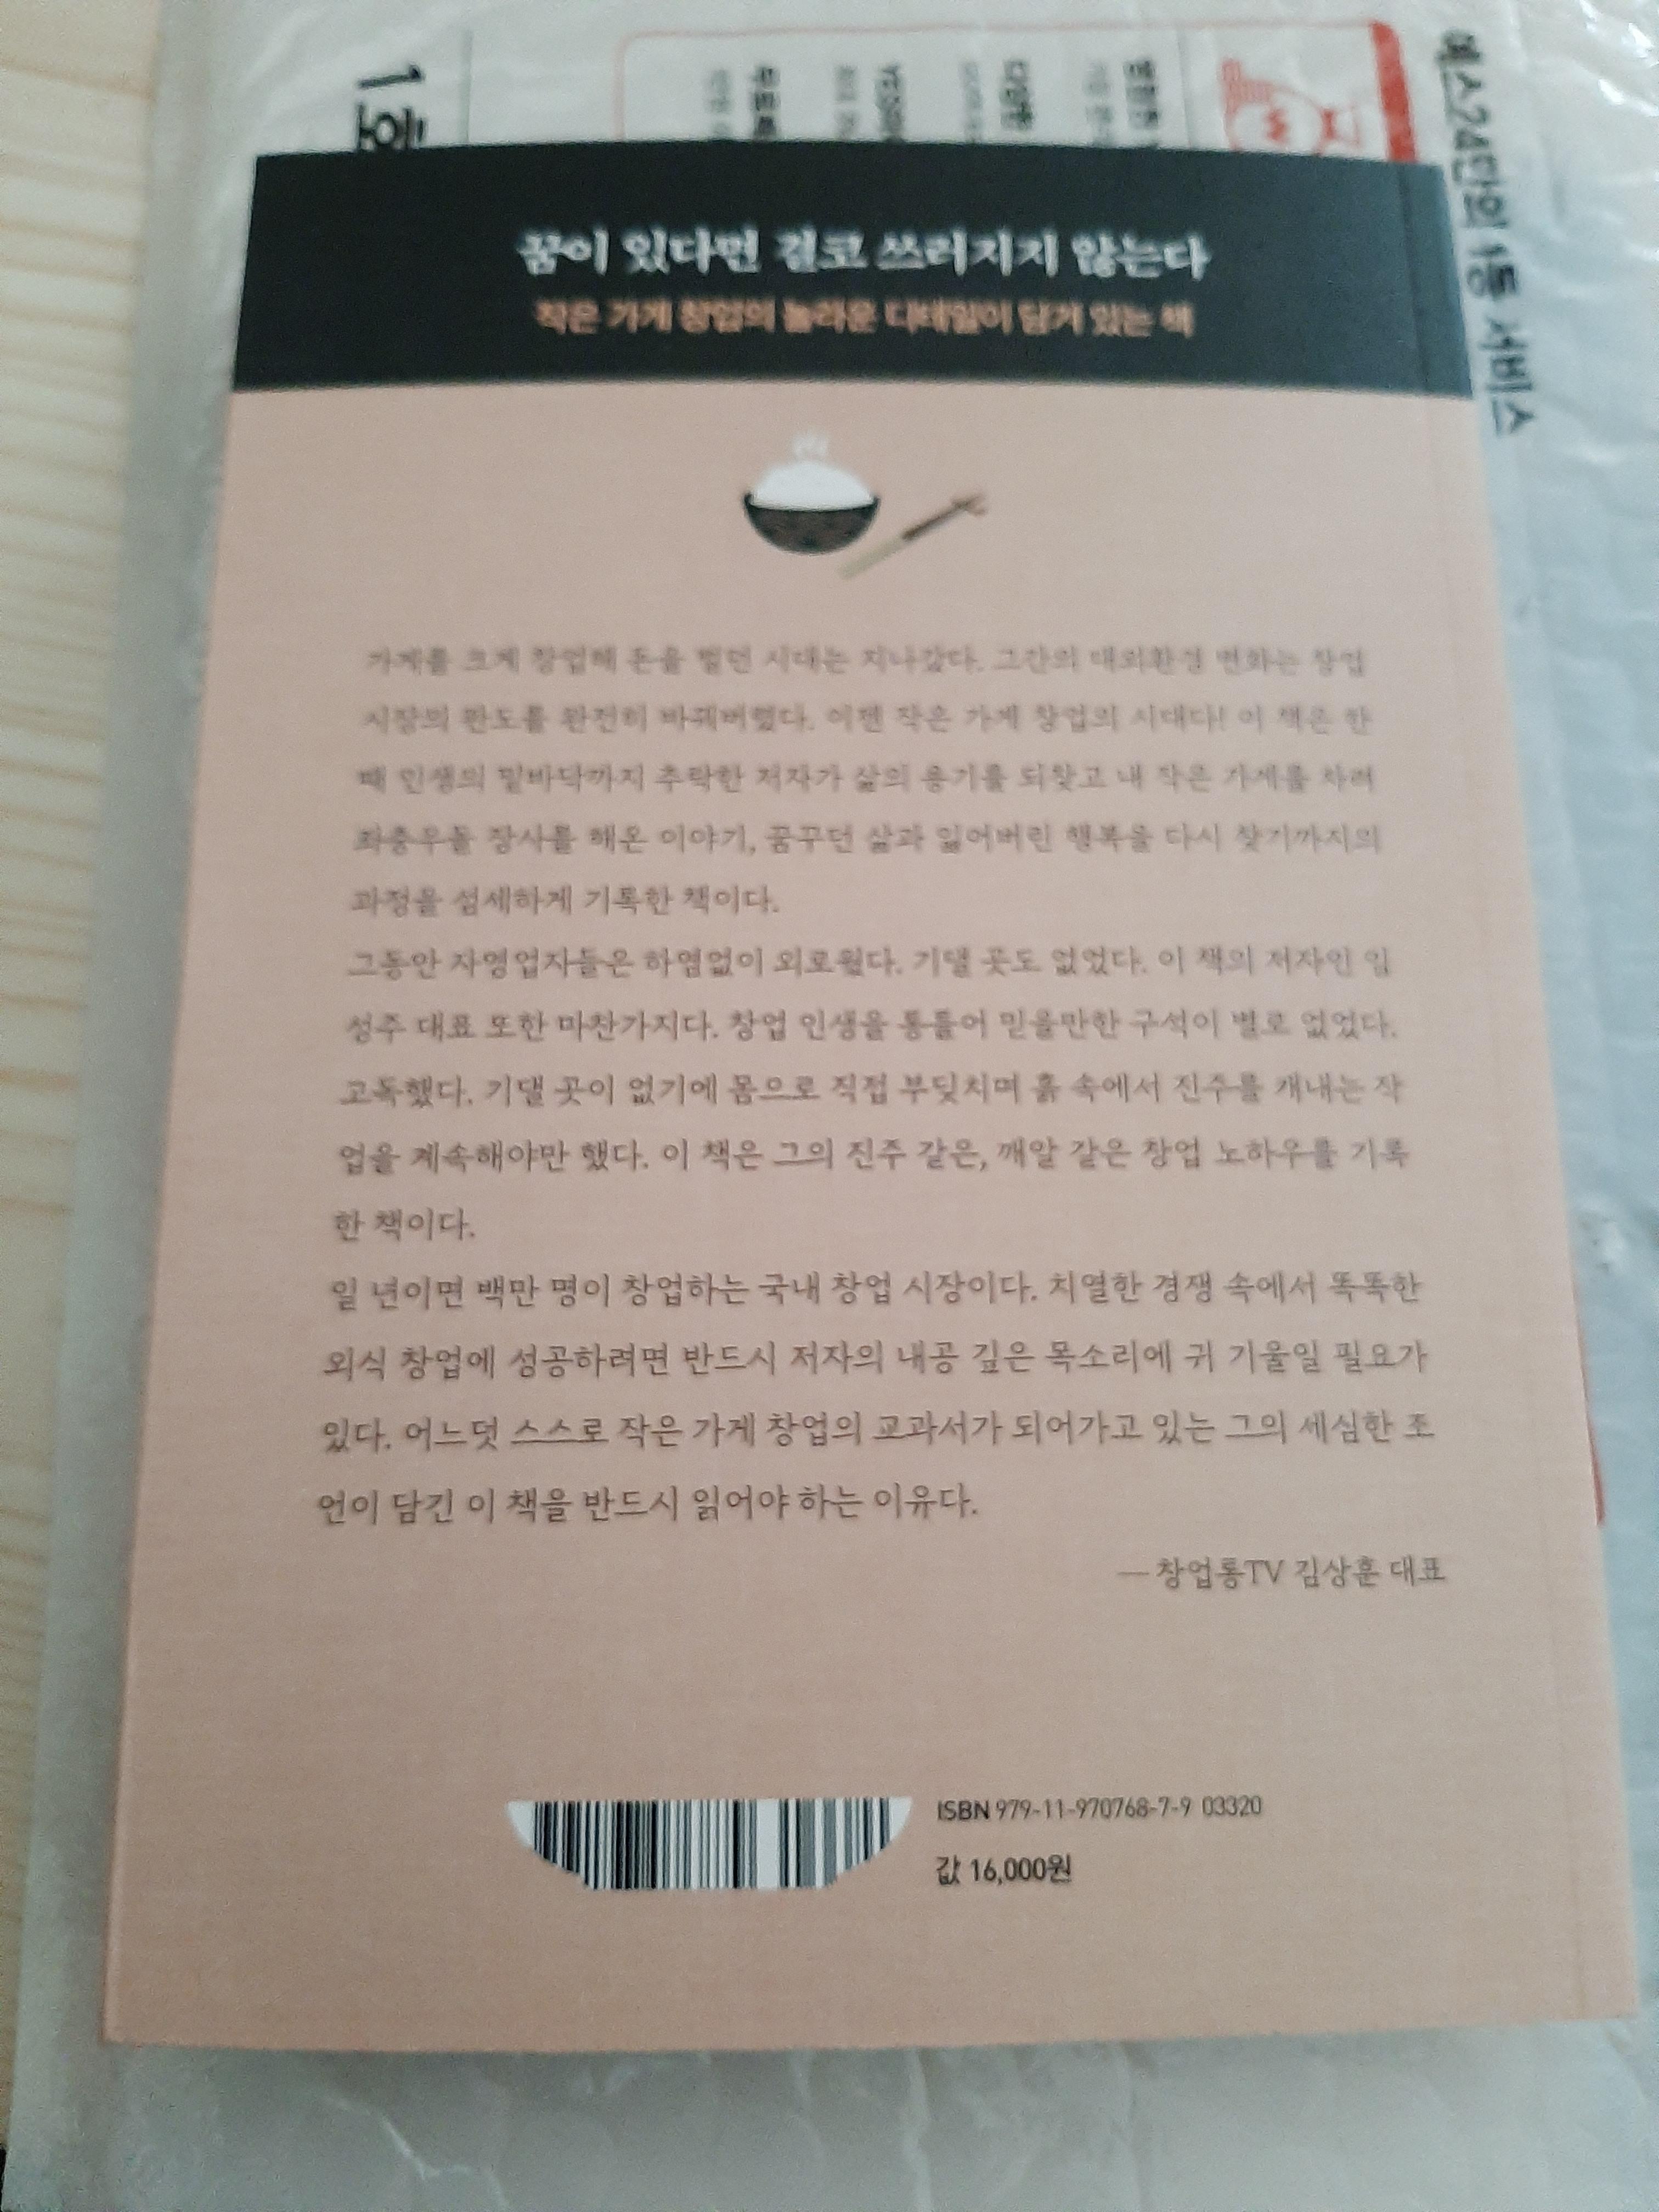 예스24만의 1등 서비스
1호
꿈이 있다면 결코 쓰러지지 않는다
작은 가게 창업의 놀라운 디테일이 담겨 있는 책
가게를 크게 창업해 돈을 벌던 시대는 지나갔다. 그간의 대외환경 변화는 창업
시장의 판도를 완전히 바꿔버렸다. 이젠 작은 가게 창업의 시대다! 이 책은 한
때 인생의 밑바닥까지 추락한 저자가 삶의 용기를 되찾고 내 작은 가게를 차려
좌충우돌 장사를 해온 이야기, 꿈꾸던 삶과 잃어버린 행복을 다시 찾기까지의
과정을 섬세하게 기록한 책이다.
그동안 자영업자들은 하염없이 외로웠다. 기댈 곳도 없었다. 이 책의 저자인 임
성주 대표 또한 마찬가지다. 창업 인생을 통틀어 믿을만한 구석이 별로 없었다.
고독했다. 기댈 곳이 없기에 몸으로 직접 부딪치며 흙 속에서 진주를 캐내는 작
업을 계속해야만 했다. 이 책은 그의 진주 같은, 깨알 같은 창업 노하우를 기록
한 책이다.
일 년이면 백만 명이 창업하는 국내 창업 시장이다. 치열한 경쟁 속에서 똑똑한
외식 창업에 성공하려면 반드시 저자의 내공 깊은 목소리에 귀 기울일 필요가
있다. 어느덧 스스로 작은 가게 창업의 교과서가 되어가고 있는 그의 세심한 조
언이 담긴 이 책을 반드시 읽어야 하는 이유다.
— 창업통TV 김상훈 대표
ISBN 979-11-970768-7-9 03320
값 16,000원